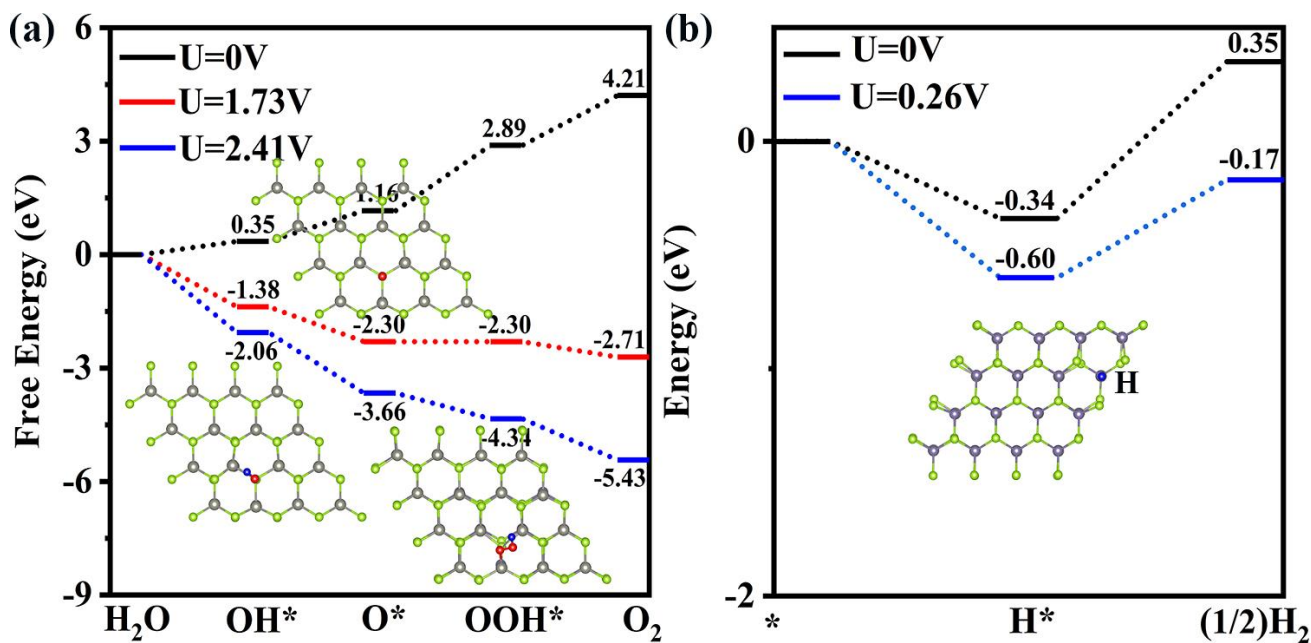 (a)
6
3
0
-3
-6
-9
Free Energy (eV)
U=0V
U=1.73V
U=2.41V
0.35
1.16
2.89
4.21
-1.38
-2.30
-2.30
-2.71
-2.06
-3.66
-4.34
-5.43
H₂O OH* O* OOH* O₂
(b)
0
-2
Energy (eV)
U=0V
U=0.26V
0.35
-0.17
-0.34
-0.60
H
* H* (1/2)H₂